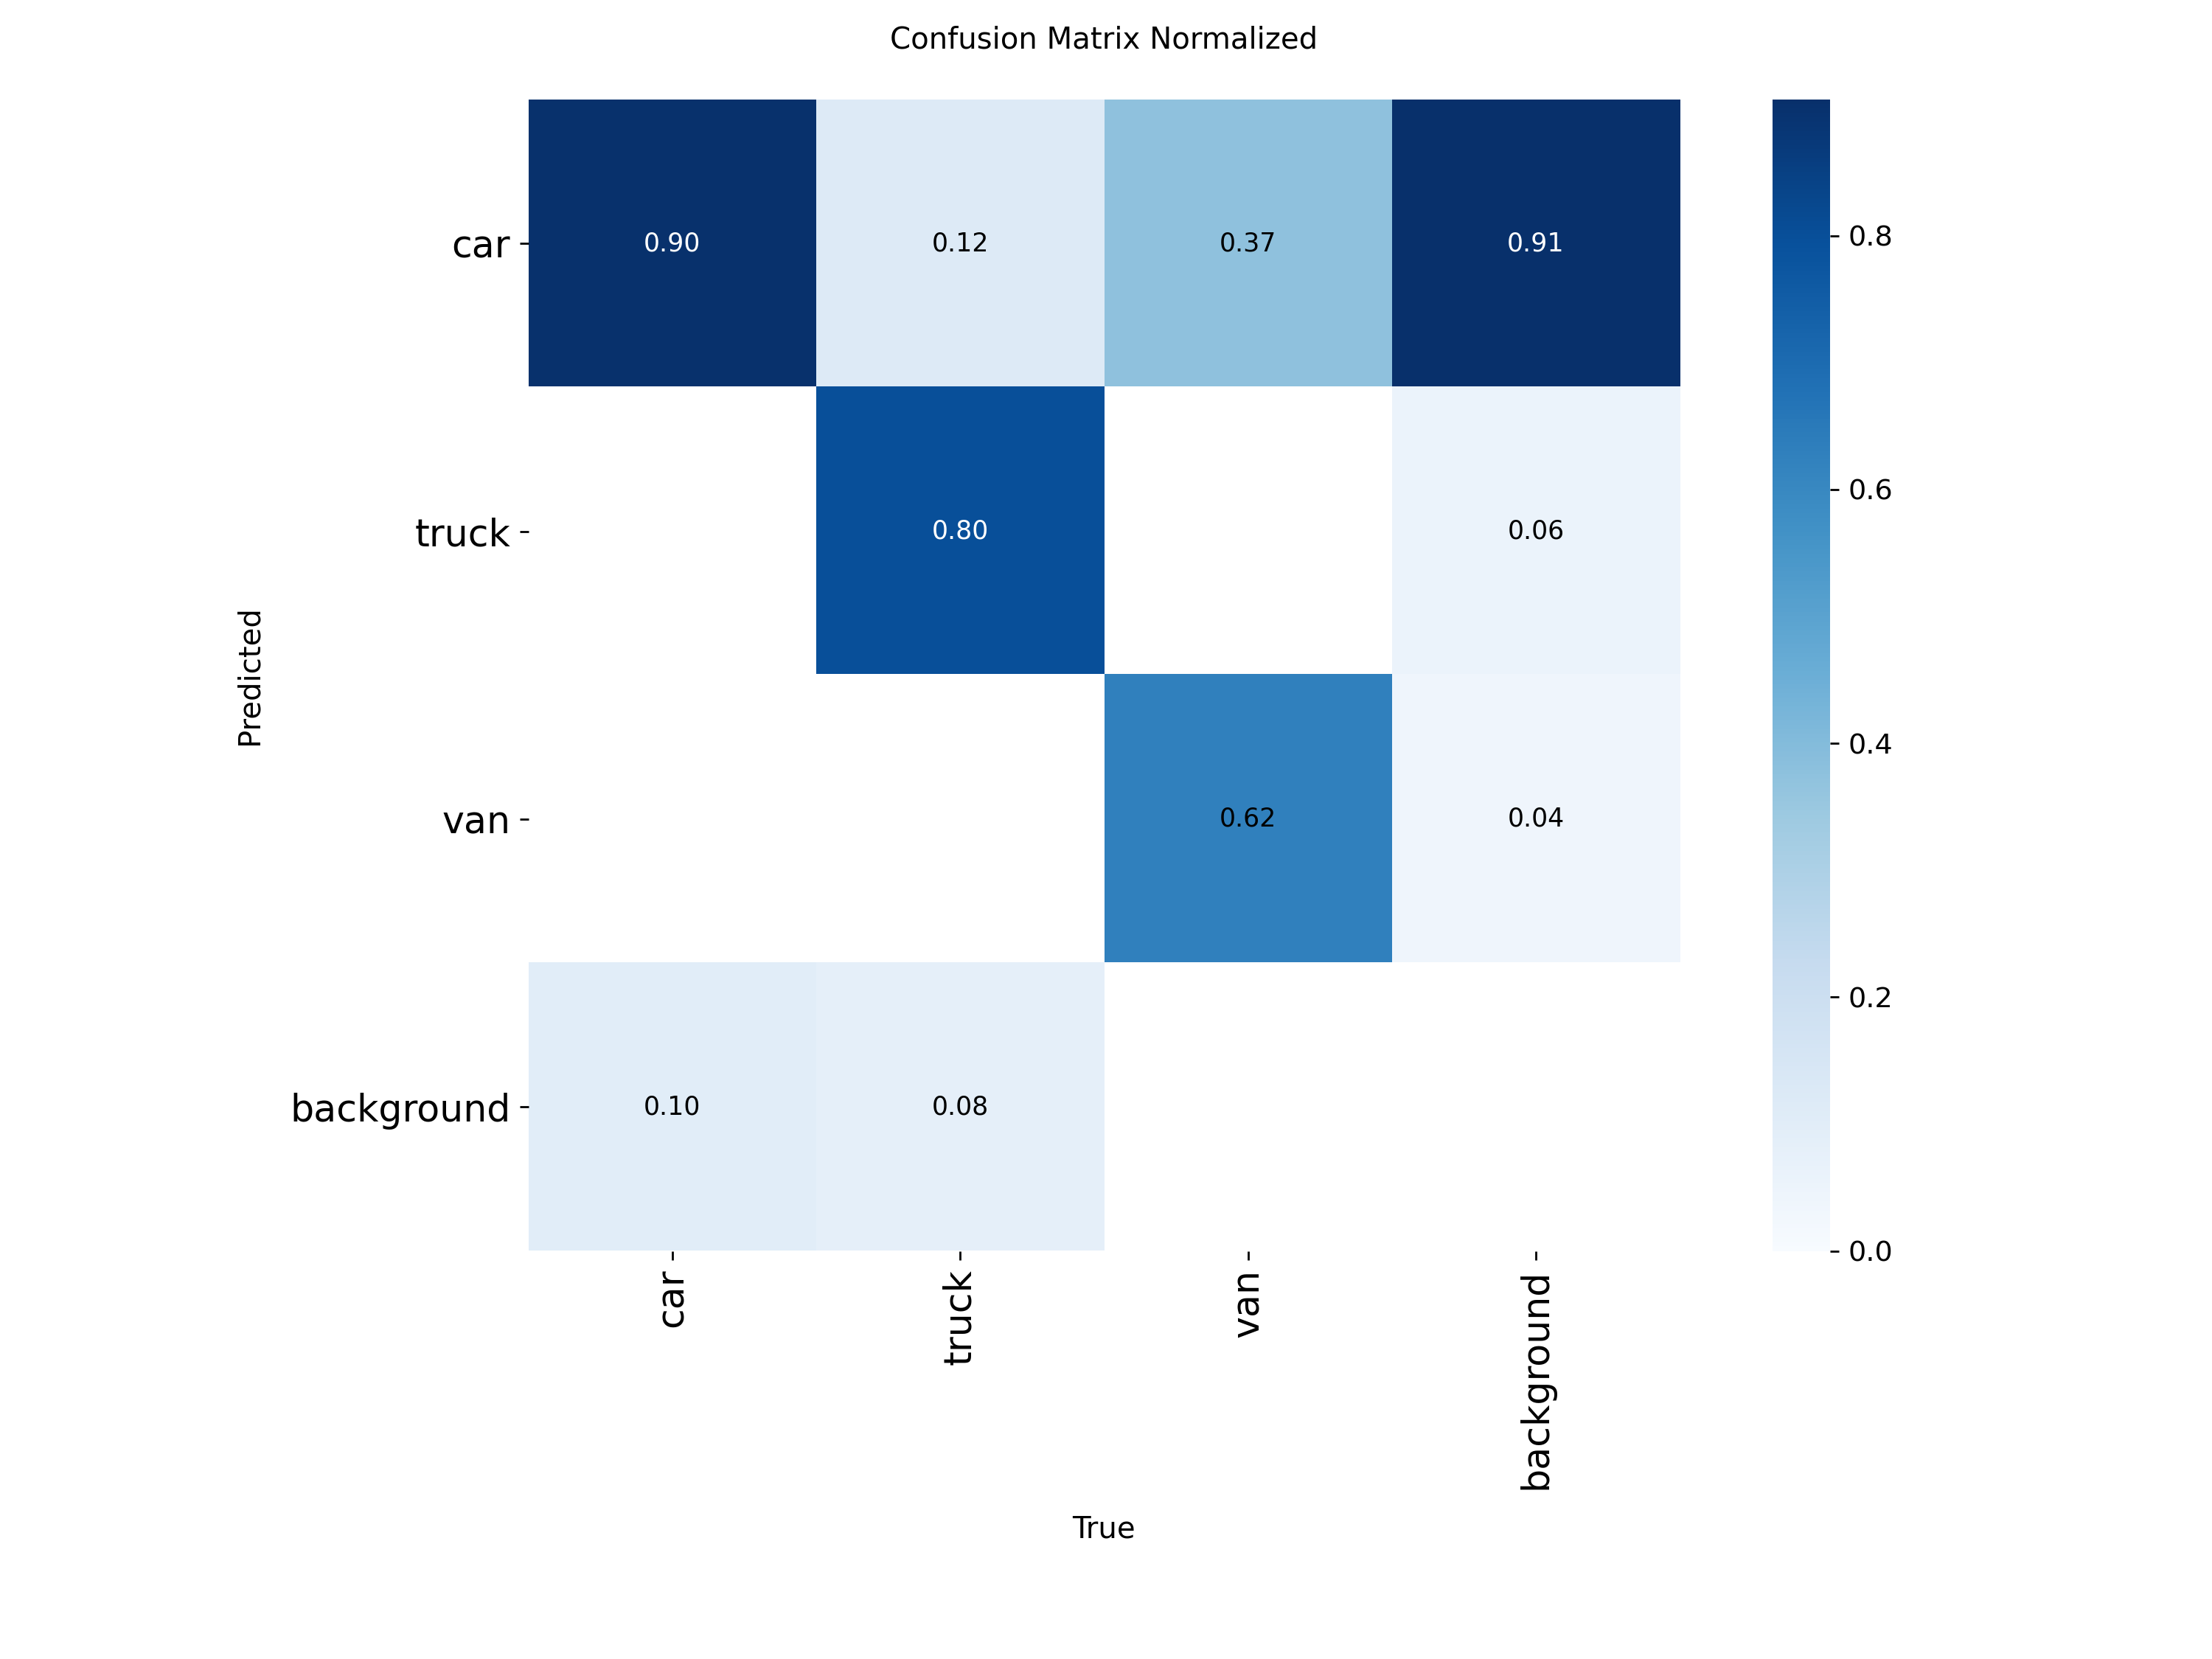 Confusion Matrix Normalized
car
0.90
0.12
0.37
0.91
0.8
truck
0.80
0.06
0.6
Predicted
van
0.62
0.04
0.4
background
0.10
0.08
0.2
0.0
car
truck
van
background
True